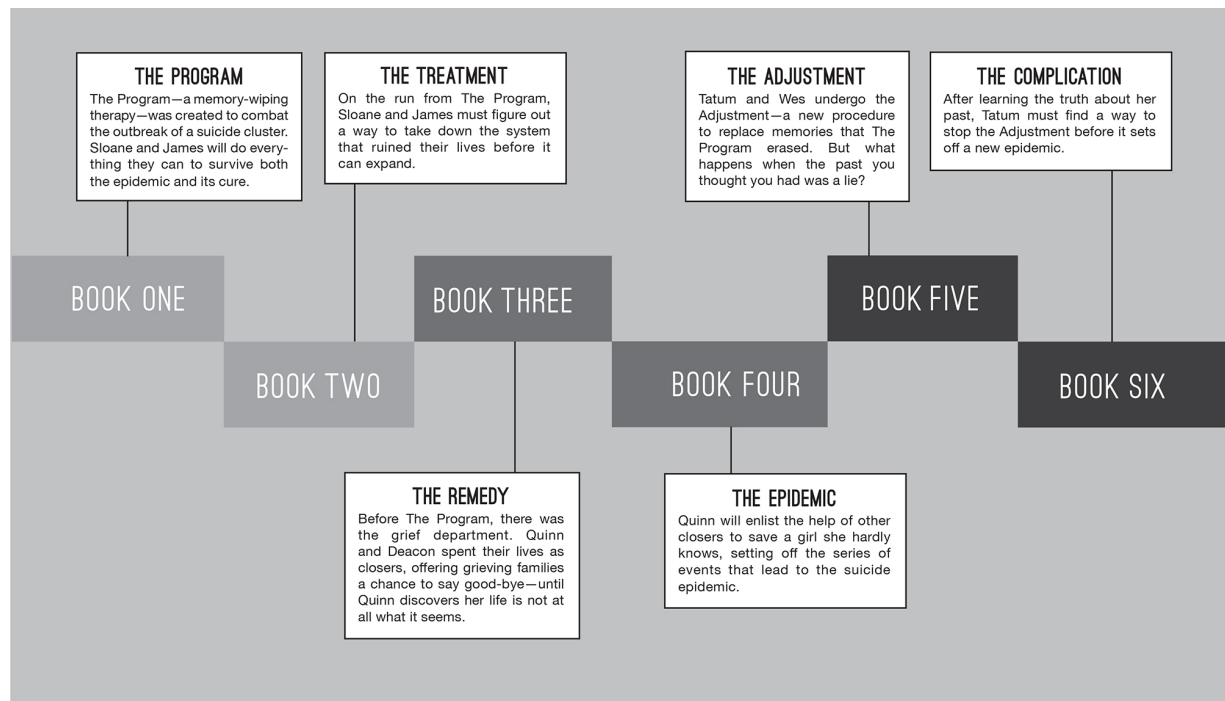 THE PROGRAM
The Program—a memory-wiping
therapy—was created to combat
the outbreak of a suicide cluster.
Sloane and James will do every-
thing they can to survive both
the epidemic and its cure.
THE TREATMENT
On the run from The Program,
Sloane and James must figure out
a way to take down the system
that ruined their lives before it
can expand.
THE ADJUSTMENT
Tatum and Wes undergo the
Adjustment—a new procedure
to replace memories that The
Program erased. But what
happens when the past you
thought you had was a lie?
THE COMPLICATION
After learning the truth about her
past, Tatum must find a way to
stop the Adjustment before it sets
off a new epidemic.
BOOK ONE
BOOK TWO
BOOK THREE
BOOK FOUR
BOOK FIVE
BOOK SIX
THE REMEDY
Before The Program, there was
the grief department. Quinn
and Deacon spent their lives as
closers, offering grieving families
a chance to say good-bye—until
Quinn discovers her life is not at
all what it seems.
THE EPIDEMIC
Quinn will enlist the help of other
closers to save a girl she hardly
knows, setting off the series of
events that lead to the suicide
epidemic.